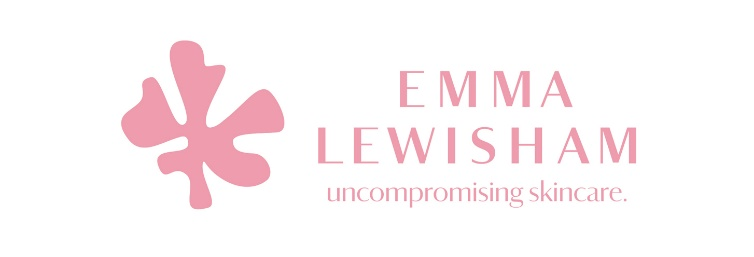 EMMA
LEWISHAM
uncompromising skincare.